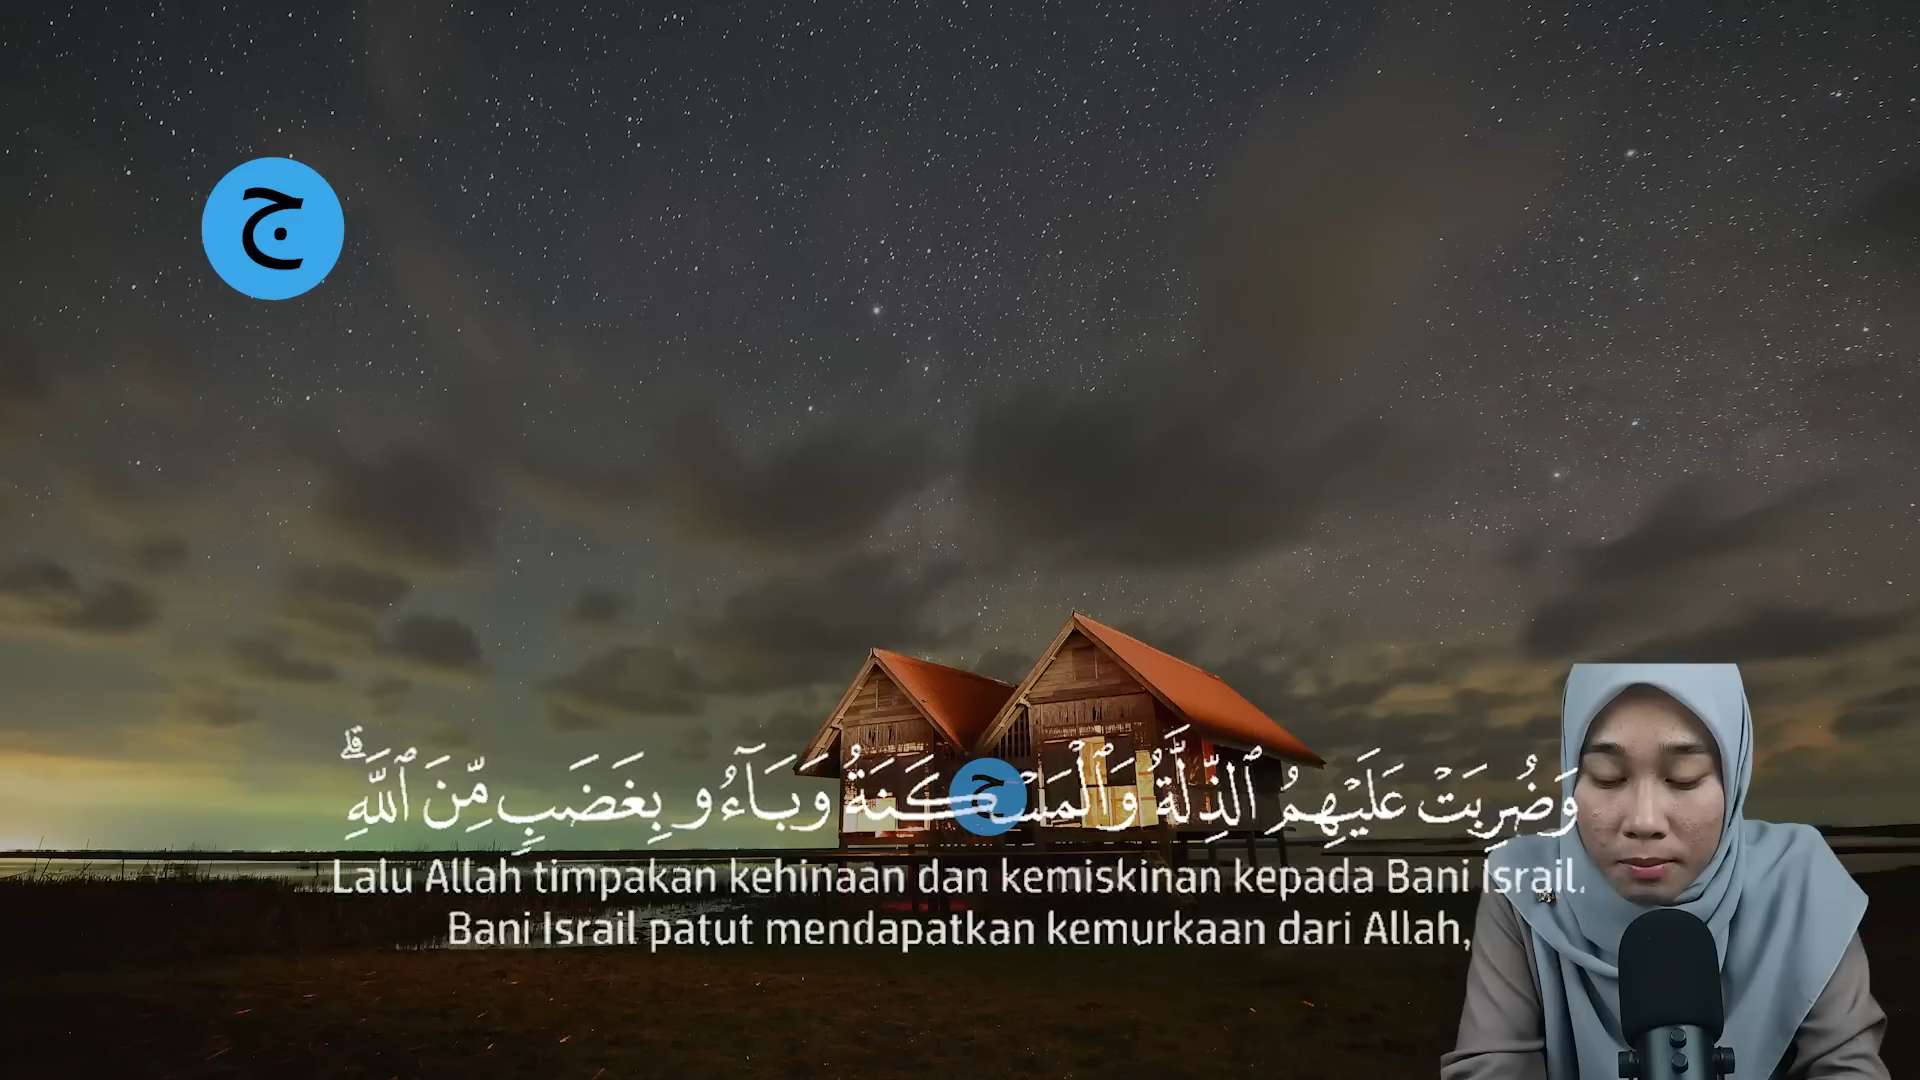 ج
وَضُرِبَتْ عَلَيْهِمُ ٱلذِّلَّةُ وَٱلْمَسْكَنَةُ وَبَآءُو بِغَضَبٍ مِّنَ ٱللَّهِ ۗ
ج
Lalu Allah timpakan kehinaan dan kemiskinan kepada Bani Israil.
Bani Israil patut mendapatkan kemurkaan dari Allah,